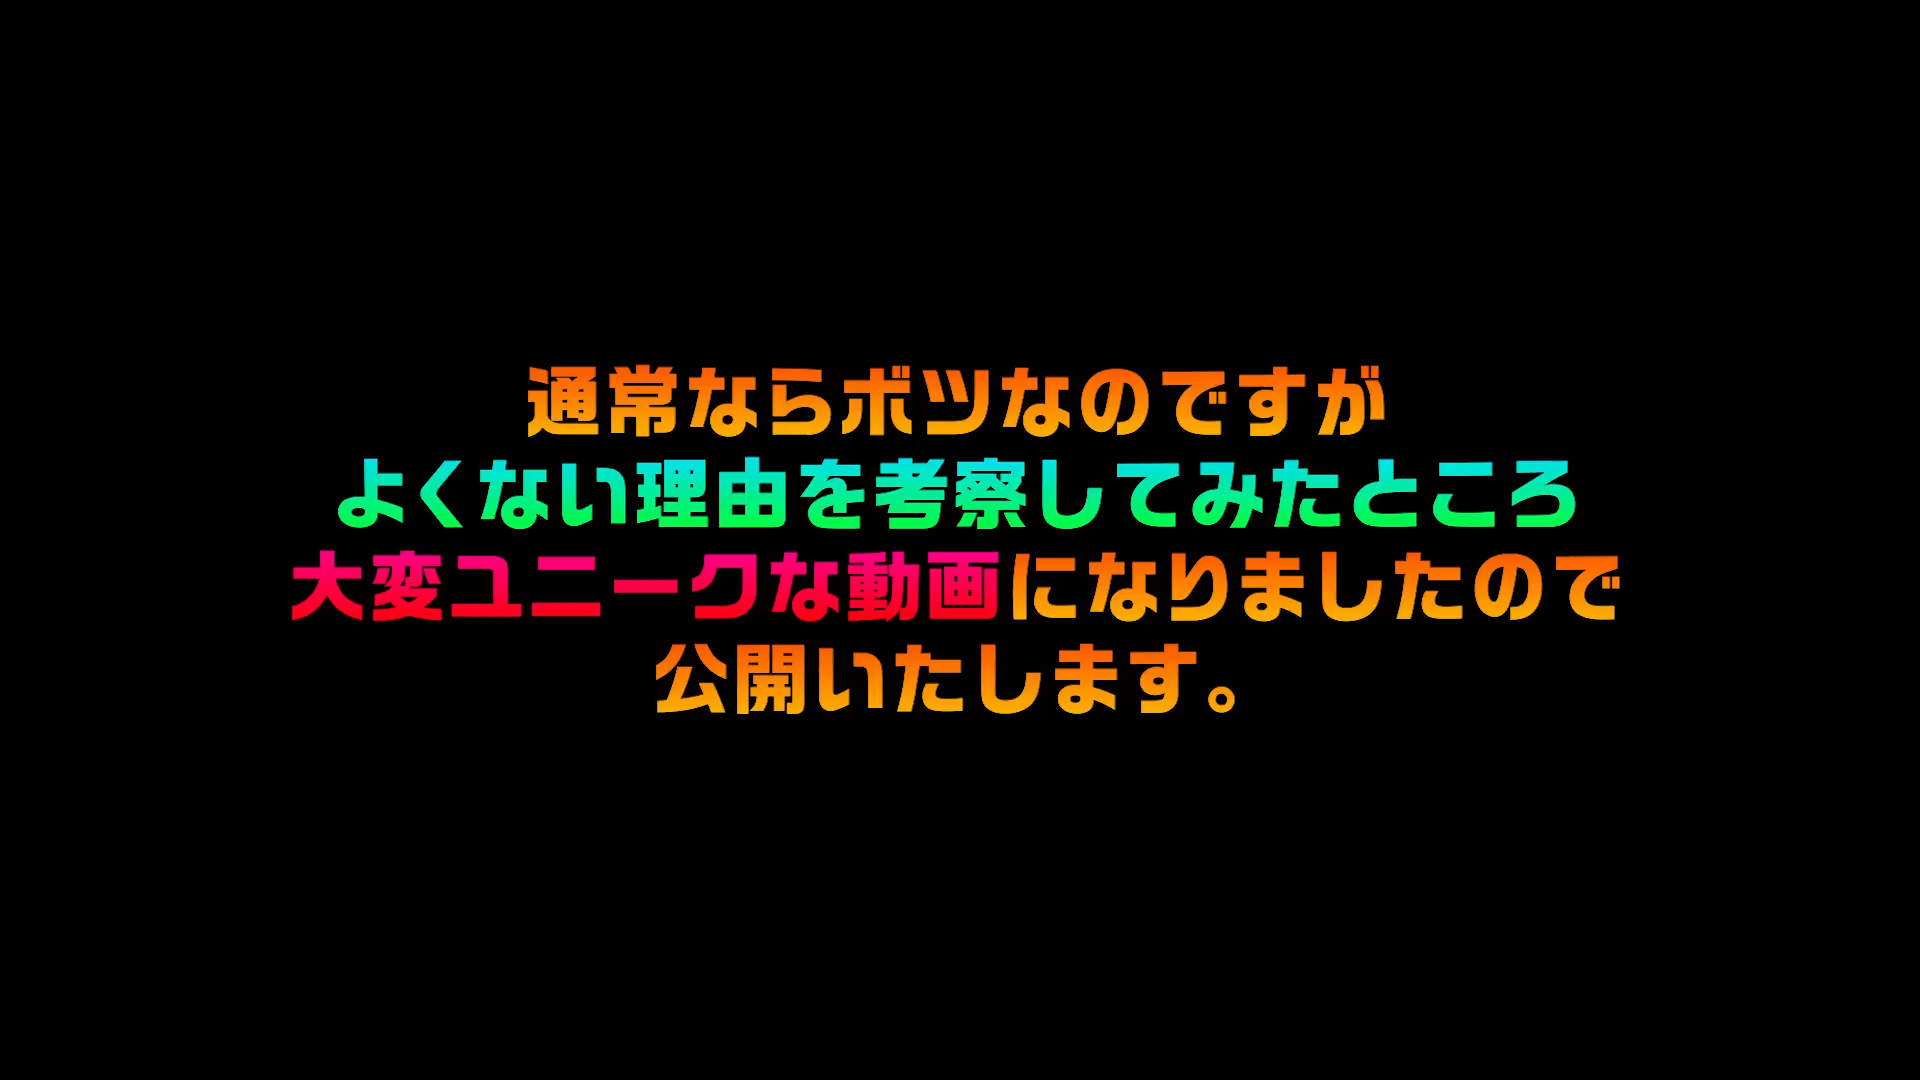 通常ならボツなのですが
よくない理由を考察してみたところ
大変ユニークな動画になりましたので
公開いたします。